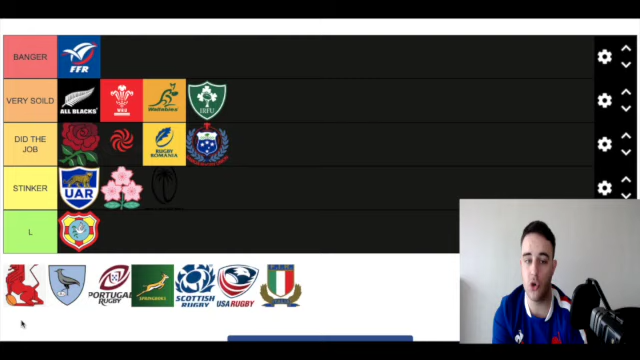 BANGER
FFR
VERY SOILD
ALL BLACKS
WRU
Wallabies
IRFU
DID THE
JOB
RUGBY
ROMANIA
STINKER
UAR
L
PORTUGAL
RUGBY
SPRINGBOKS
SCOTTISH
RUGBY
USA RUGBY